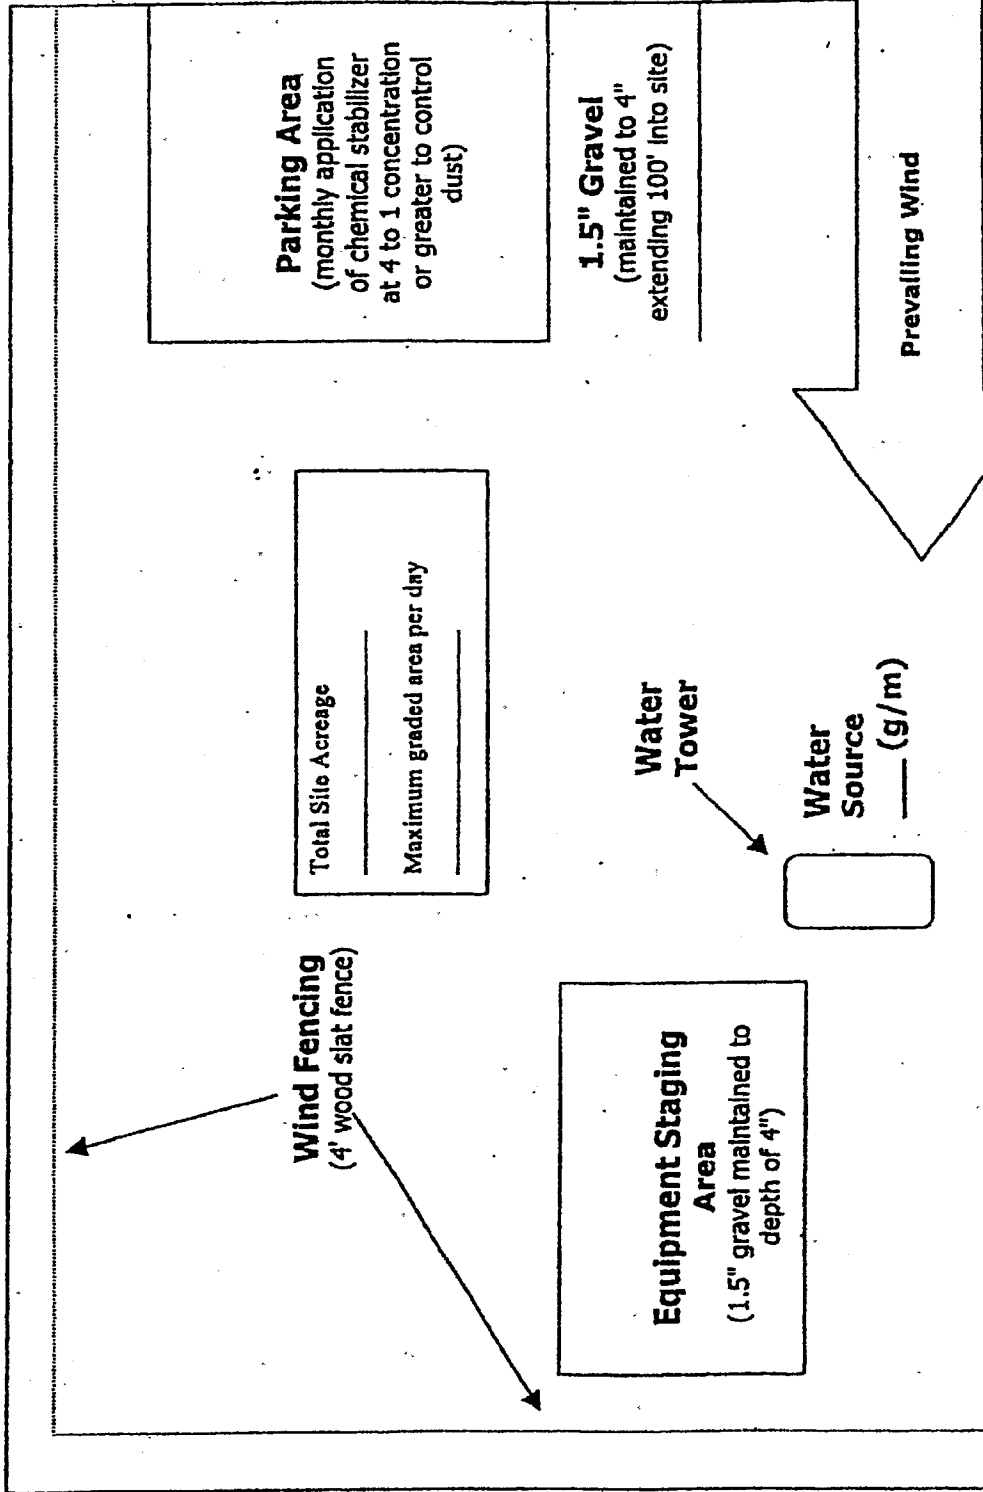 Wind Fencing
(4' wood slat fence)
Total Site Acreage
Maximum graded area per day
Parking Area
(monthly application
of chemical stabilizer
at 4 to 1 concentration
or greater to control
dust)
1.5" Gravel
(maintained to 4"
extending 100' into site)
Equipment Staging
Area
(1.5" gravel maintained to
depth of 4")
Water
Tower
Water
Source
___ (g/m)
Prevailing Wind